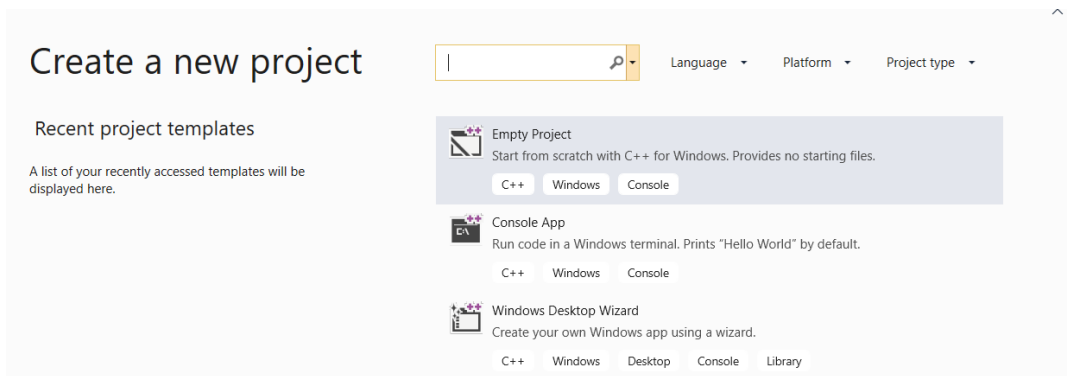 Create a new project
Language
Platform
Project type
Recent project templates
A list of your recently accessed templates will be
displayed here.
Empty Project
Start from scratch with C++ for Windows. Provides no starting files.
C++ Windows Console
Console App
Run code in a Windows terminal. Prints "Hello World" by default.
C++ Windows Console
Windows Desktop Wizard
Create your own Windows app using a wizard.
C++ Windows Desktop Console Library